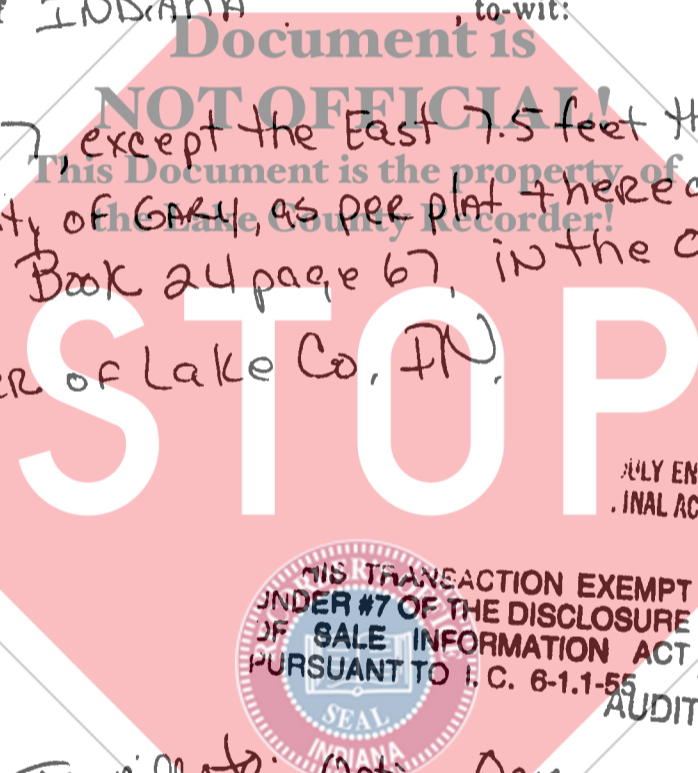 INDIANA , to-wit:
Document is
NOT OFFICIAL!
7, except the East 7.5 feet
This Document is the property of
of GARY, as per plat
the Lake County Recorder!
Book 24 page 67, in the
STOP
of Lake Co, IN.
THIS TRANSACTION EXEMPT
UNDER #7 OF THE DISCLOSURE
OF SALE INFORMATION ACT
PURSUANT TO I. C. 6-1.1-55
AUDIT
SEAL
INDIANA